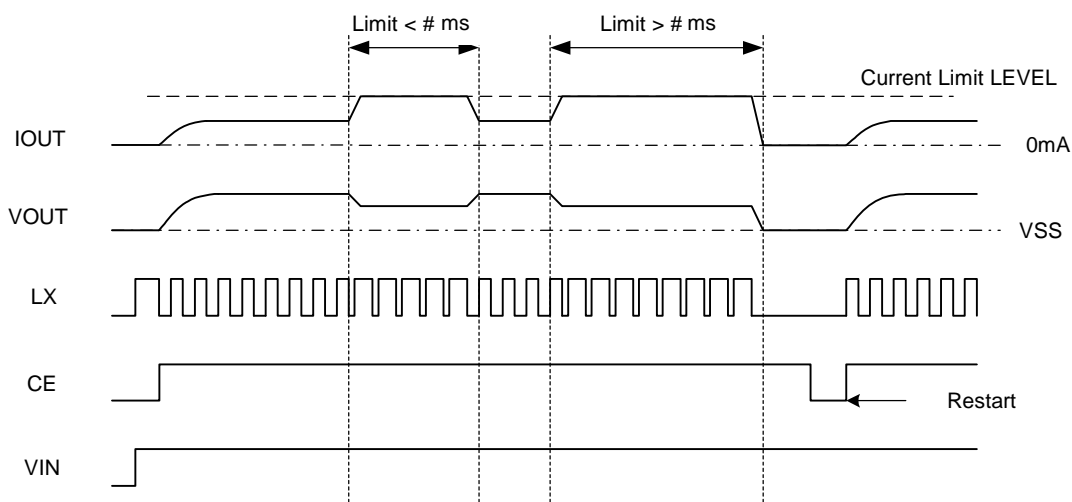 Limit < # ms
Limit > # ms
Current Limit LEVEL
IOUT
0mA
VOUT
VSS
LX
CE
Restart
VIN